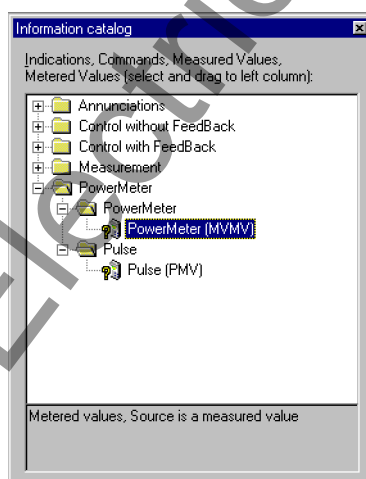 Information catalog
Indications, Commands, Measured Values,
Metered Values (select and drag to left column):
Annunciations
Control without FeedBack
Control with FeedBack
Measurement
PowerMeter
PowerMeter
PowerMeter (MVMV)
Pulse
Pulse (PMV)
Metered values, Source is a measured value
Electric